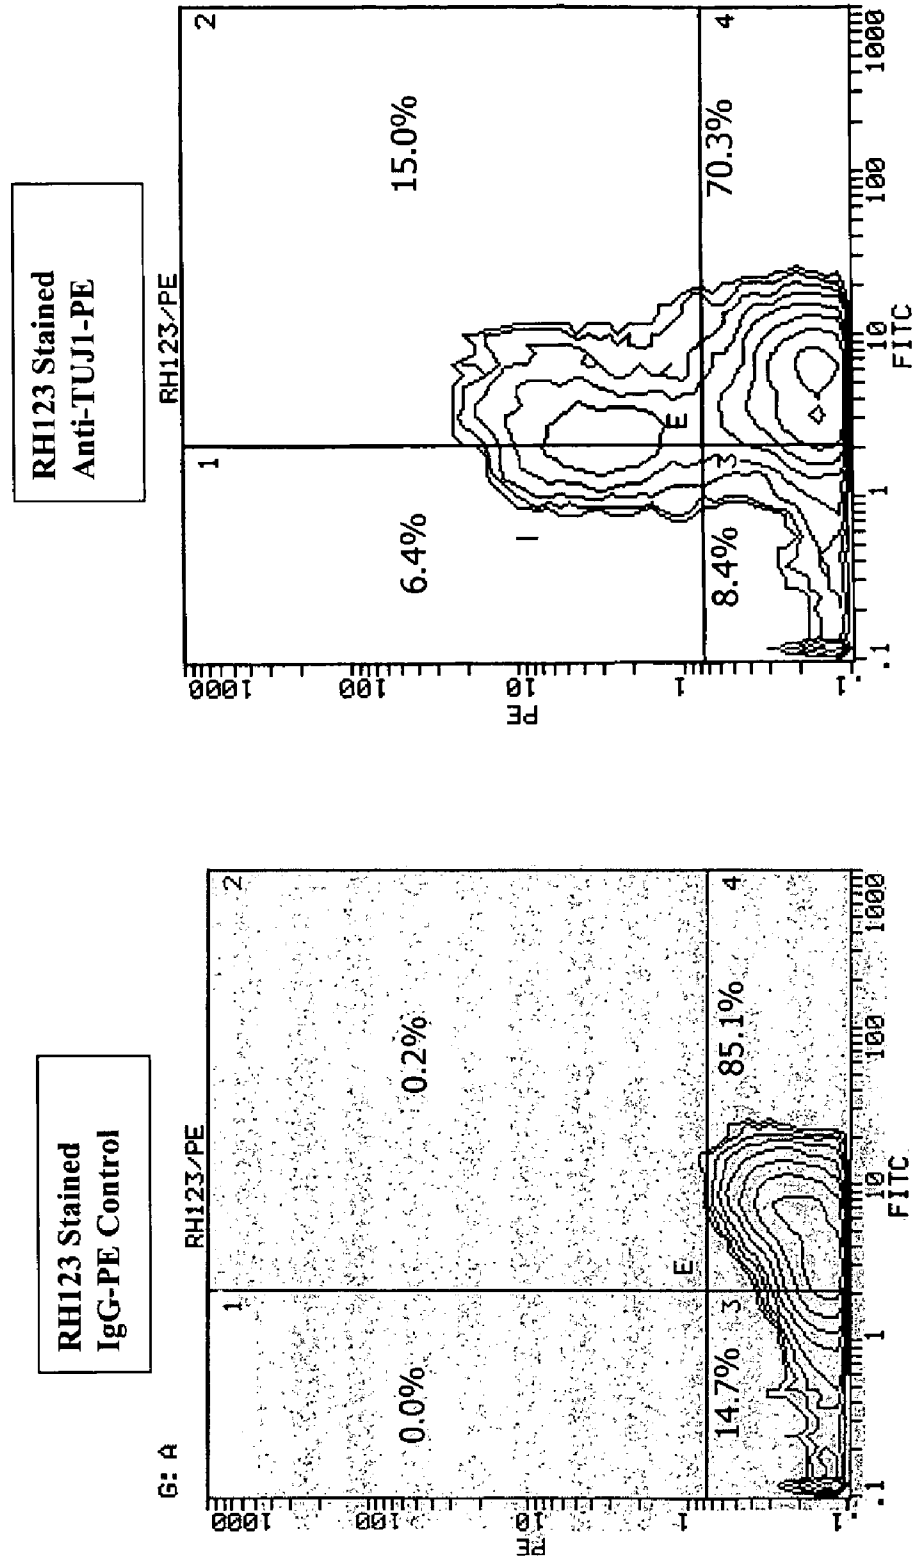 RH123 Stained
IgG-PE Control
G: A
RH123/PE
1
2
0.0%
0.2%
E
3
4
14.7%
85.1%
1000
100
10
1
.1
PE
.1
1
10
100
1000
FITC
RH123 Stained
Anti-TUJ1-PE
RH123/PE
1
2
6.4%
15.0%
I
E
3
4
8.4%
70.3%
1000
100
10
1
.1
PE
.1
1
10
100
1000
FITC